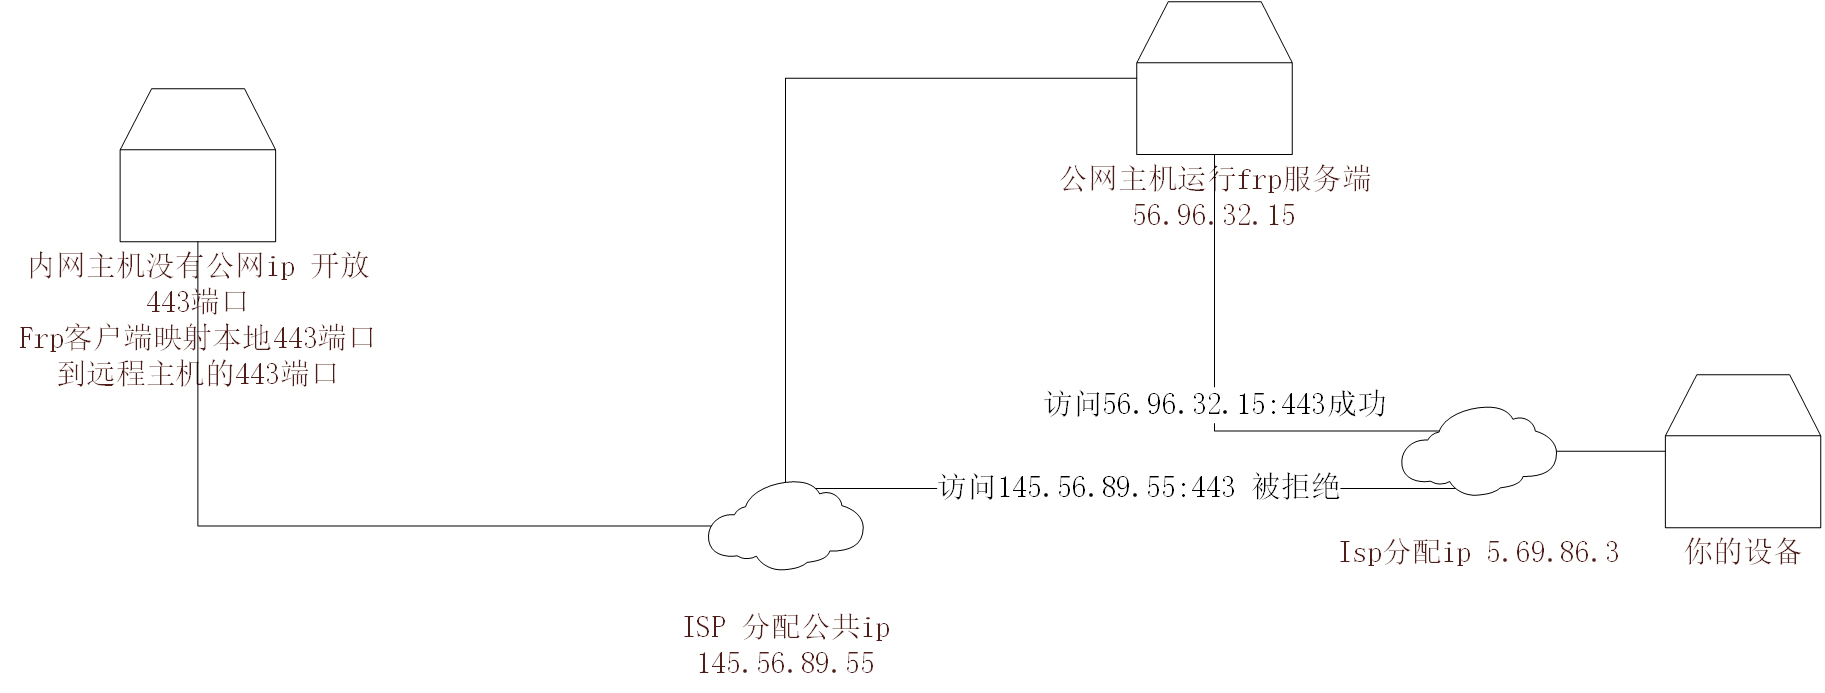 公网主机运行frp服务端
56.96.32.15
内网主机没有公网ip 开放
443端口
Frp客户端映射本地443端口
到远程主机的443端口
访问56.96.32.15:443成功
访问145.56.89.55:443 被拒绝
Isp分配ip 5.69.86.3
你的设备
ISP 分配公共ip
145.56.89.55